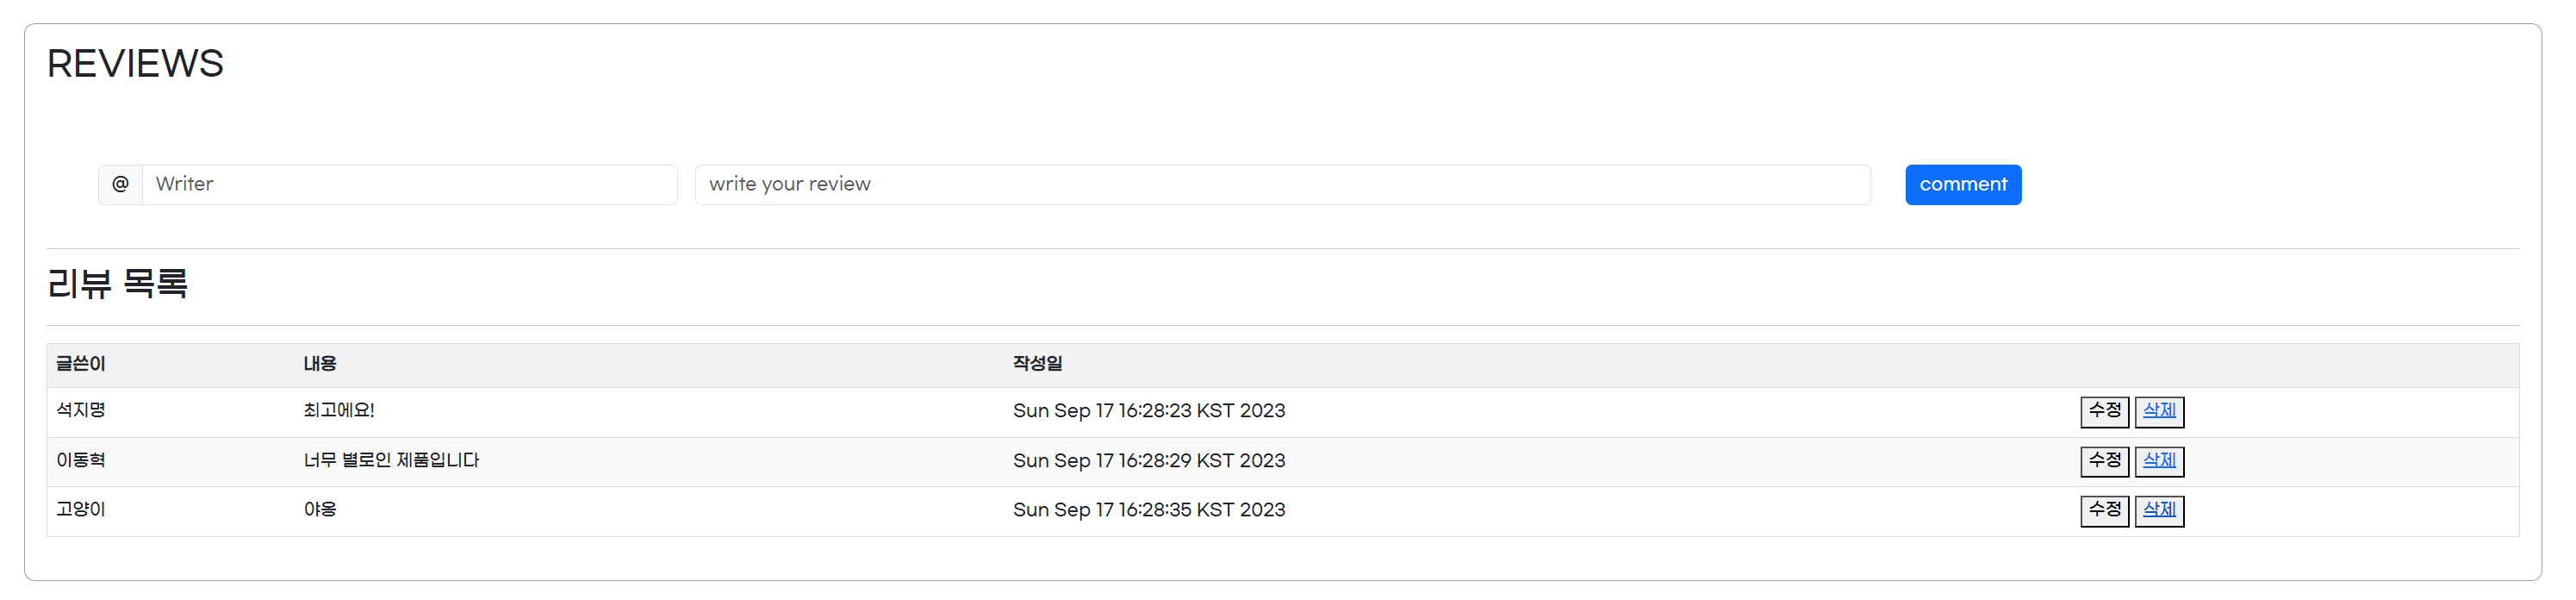 REVIEWS
@ Writer write your review comment
리뷰 목록
글쓴이 내용 작성일
석지명 최고에요! Sun Sep 17 16:28:23 KST 2023 수정 삭제
이동혁 너무 별로인 제품입니다 Sun Sep 17 16:28:29 KST 2023 수정 삭제
고양이 야옹 Sun Sep 17 16:28:35 KST 2023 수정 삭제